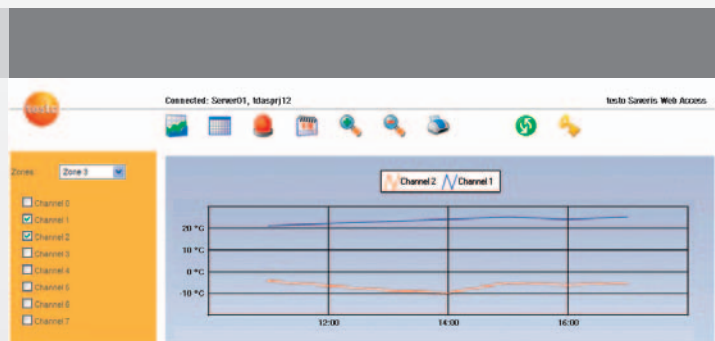 testo
Connected: Server01, tdasprj12
testo Saveris Web Access
Zones
Zone 3
Channel 2 Channel 1
Channel 0
Channel 1
Channel 2
Channel 3
Channel 4
Channel 5
Channel 6
Channel 7
20 °C
10 °C
0 °C
-10 °C
12:00 14:00 16:00